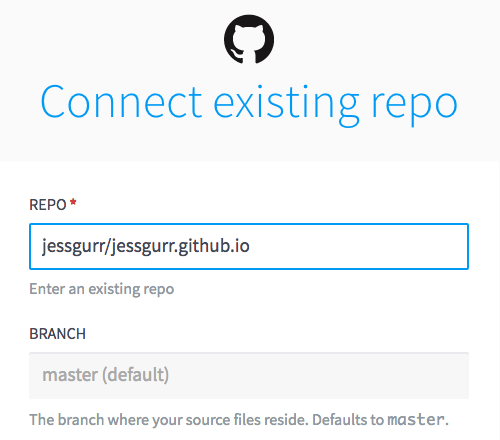 Connect existing repo
REPO *
jessgurr/jessgurr.github.io
Enter an existing repo
BRANCH
master (default)
The branch where your source files reside. Defaults to master.